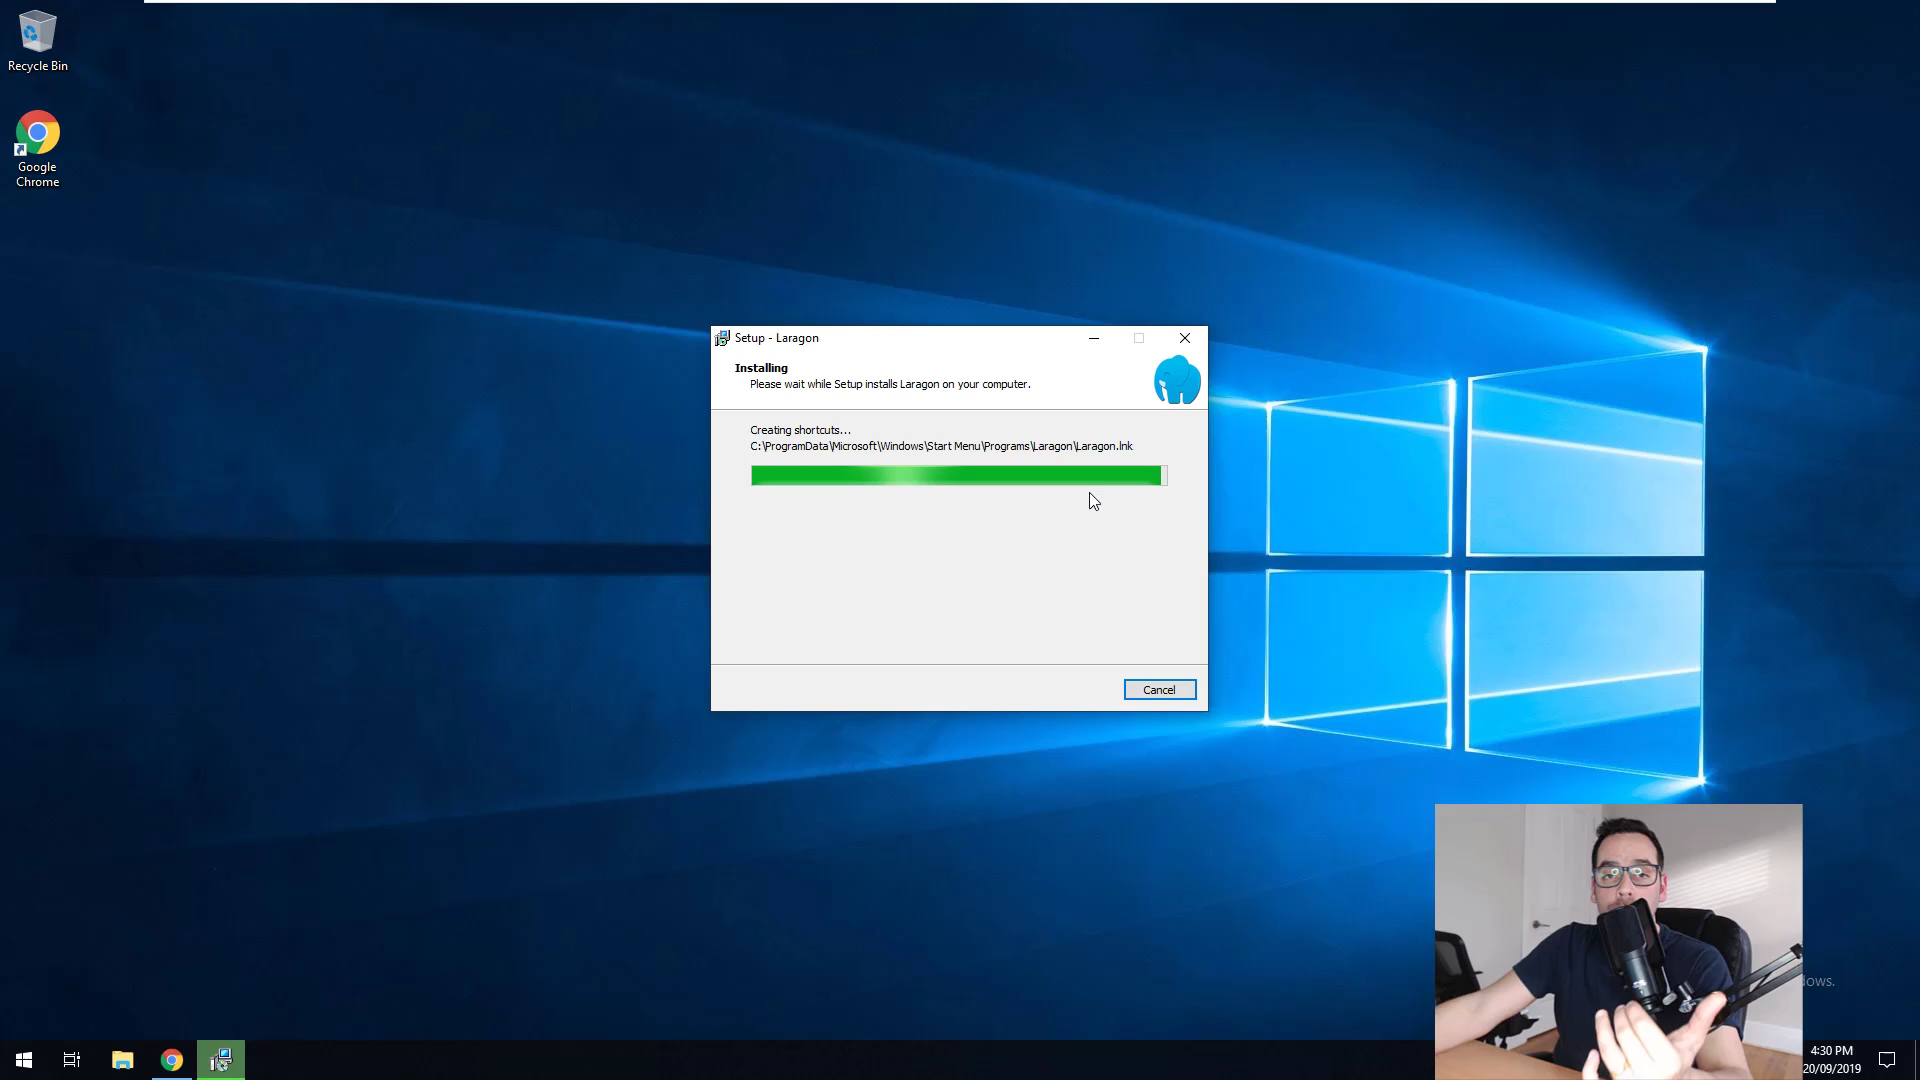 Recycle Bin
Google
Chrome
Setup - Laragon
Installing
Please wait while Setup installs Laragon on your computer.
Creating shortcuts...
C:\ProgramData\Microsoft\Windows\Start Menu\Programs\Laragon\Laragon.lnk
Cancel
ows.
4:30 PM
20/09/2019